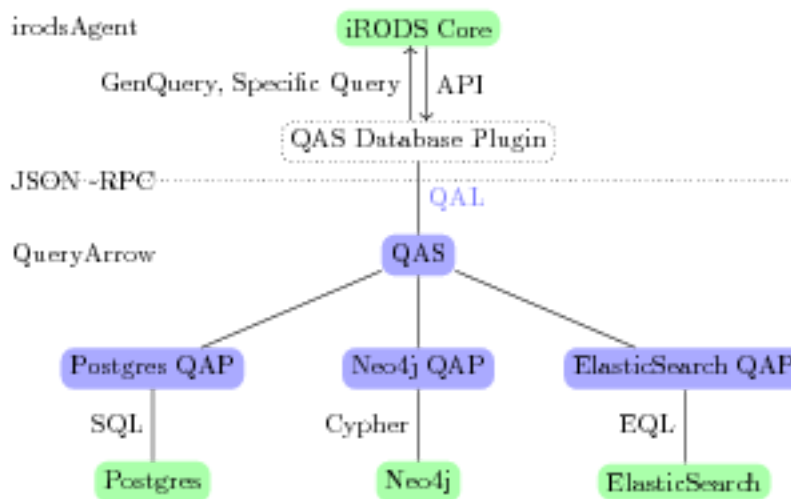 irodsAgent iRODS Core
GenQuery, Specific Query API
QAS Database Plugin
JSON-RPC
QAL
QueryArrow QAS
Postgres QAP Neo4j QAP ElasticSearch QAP
SQL Cypher EQL
Postgres Neo4j ElasticSearch